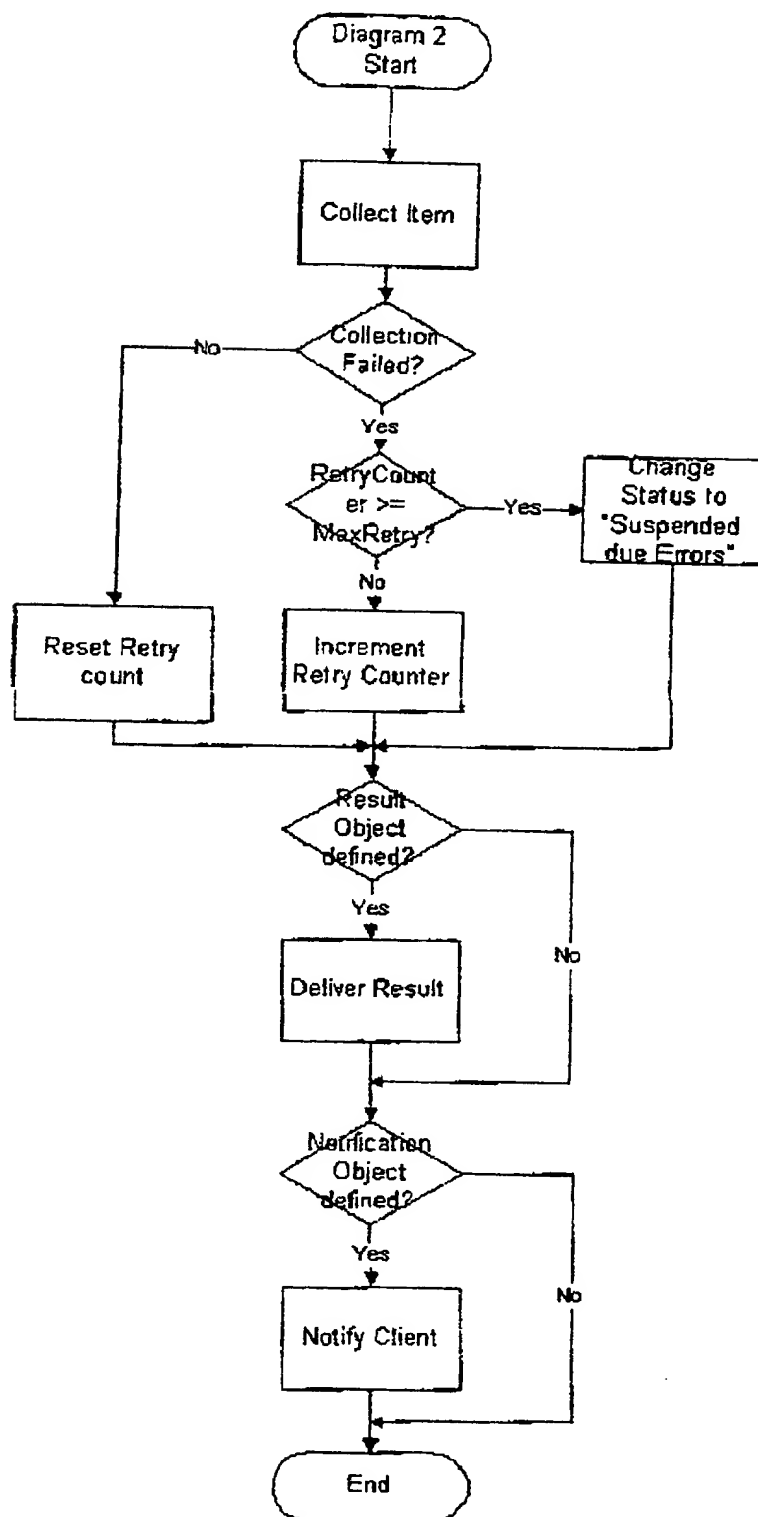 Diagram 2
Start
Collect Item
Collection
Failed?
No
Yes
RetryCount
er >=
MaxRetry?
Yes
Change
Status to
"Suspended
due Errors"
No
Reset Retry
count
Increment
Retry Counter
Result
Object
defined?
Yes
No
Deliver Result
Notification
Object
defined?
Yes
No
Notify Client
End